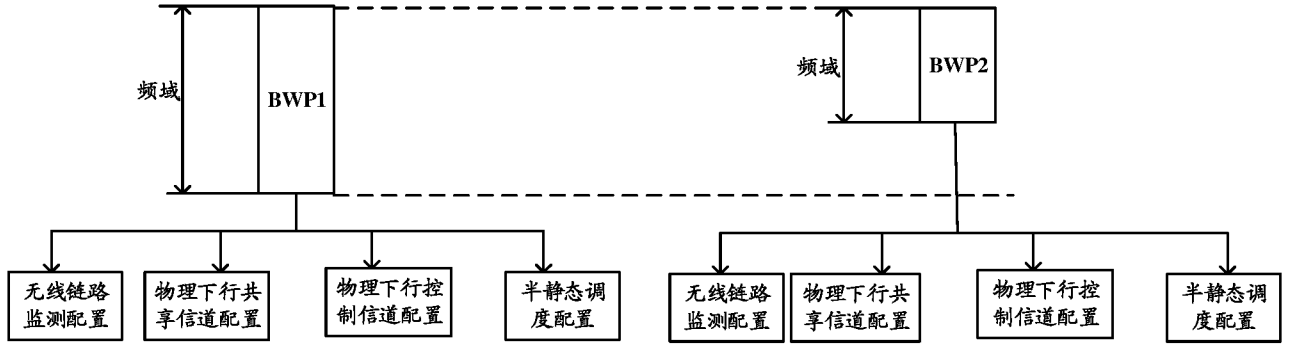 频域
BWP1
频域
BWP2
无线链路
监测配置
物理下行共
享信道配置
物理下行控
制信道配置
半静态调
度配置
无线链路
监测配置
物理下行共
享信道配置
物理下行控
制信道配置
半静态调
度配置